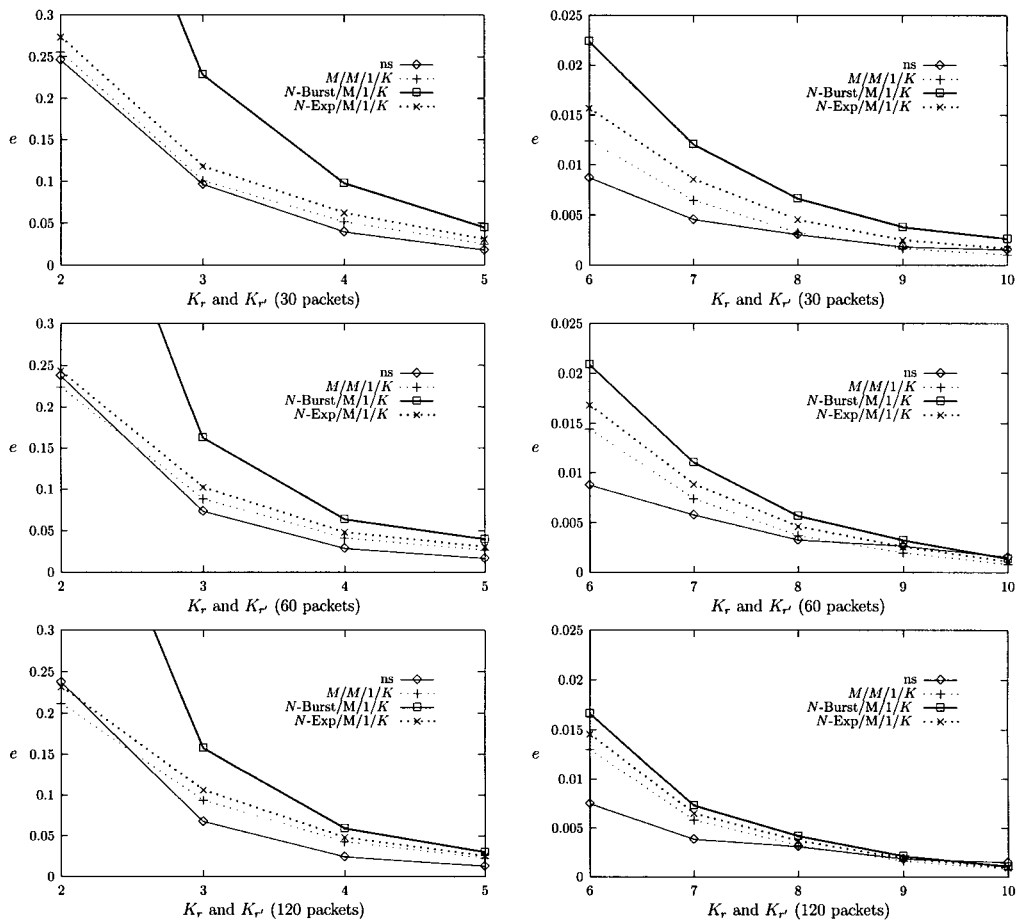 0.3
0.25
0.2
0.15
0.1
0.05
0
e
ns
M/M/1/K
N-Burst/M/1/K
N-Exp/M/1/K
2 3 4 5
K_r and K_r′ (30 packets)
0.025
0.02
0.015
0.01
0.005
0
e
ns
M/M/1/K
N-Burst/M/1/K
N-Exp/M/1/K
6 7 8 9 10
K_r and K_r′ (30 packets)
0.3
0.25
0.2
0.15
0.1
0.05
0
e
ns
M/M/1/K
N-Burst/M/1/K
N-Exp/M/1/K
2 3 4 5
K_r and K_r′ (60 packets)
0.025
0.02
0.015
0.01
0.005
0
e
ns
M/M/1/K
N-Burst/M/1/K
N-Exp/M/1/K
6 7 8 9 10
K_r and K_r′ (60 packets)
0.3
0.25
0.2
0.15
0.1
0.05
0
e
ns
M/M/1/K
N-Burst/M/1/K
N-Exp/M/1/K
2 3 4 5
K_r and K_r′ (120 packets)
0.025
0.02
0.015
0.01
0.005
0
e
ns
M/M/1/K
N-Burst/M/1/K
N-Exp/M/1/K
6 7 8 9 10
K_r and K_r′ (120 packets)